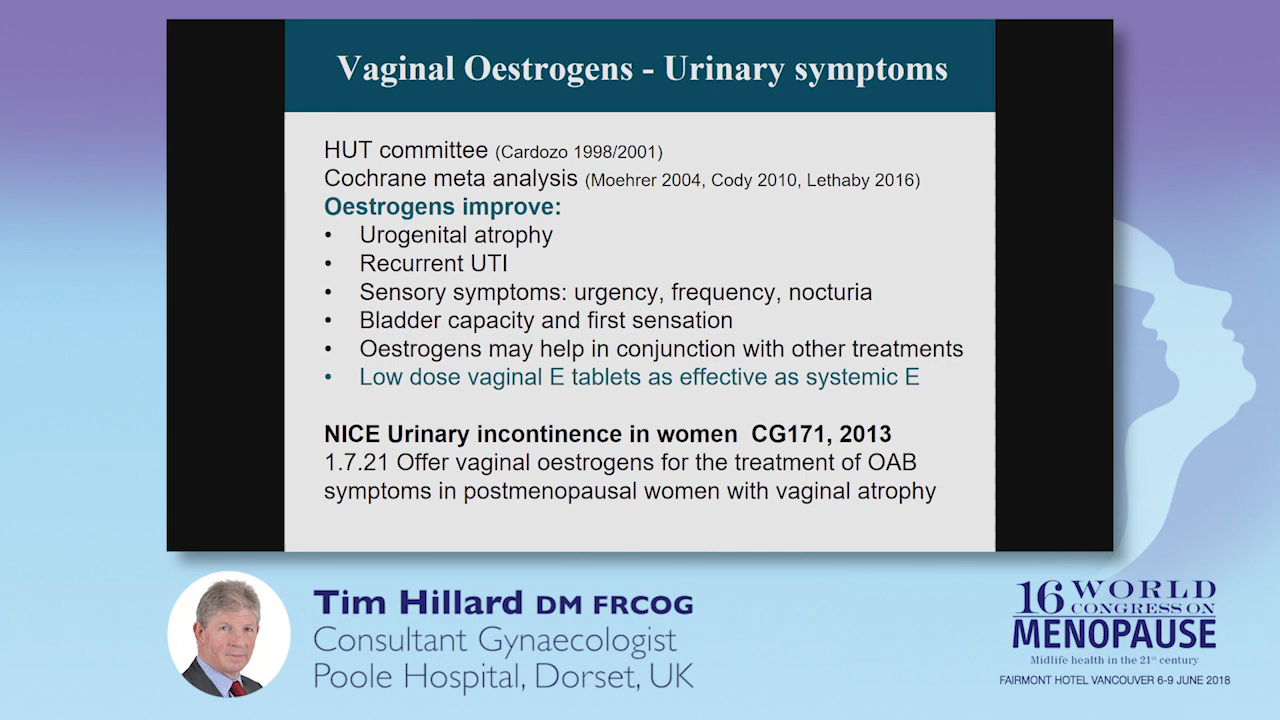 Vaginal Oestrogens - Urinary symptoms
HUT committee (Cardozo 1998/2001)
Cochrane meta analysis (Moehrer 2004, Cody 2010, Lethaby 2016)
Oestrogens improve:
• Urogenital atrophy
• Recurrent UTI
• Sensory symptoms: urgency, frequency, nocturia
• Bladder capacity and first sensation
• Oestrogens may help in conjunction with other treatments
• Low dose vaginal E tablets as effective as systemic E
NICE Urinary incontinence in women CG171, 2013
1.7.21 Offer vaginal oestrogens for the treatment of OAB
symptoms in postmenopausal women with vaginal atrophy
Tim Hillard DM FRCOG
Consultant Gynaecologist
Poole Hospital, Dorset, UK
16 WORLD
CONGRESS ON
MENOPAUSE
Midlife health in the 21st century
FAIRMONT HOTEL VANCOUVER 6-9 JUNE 2018